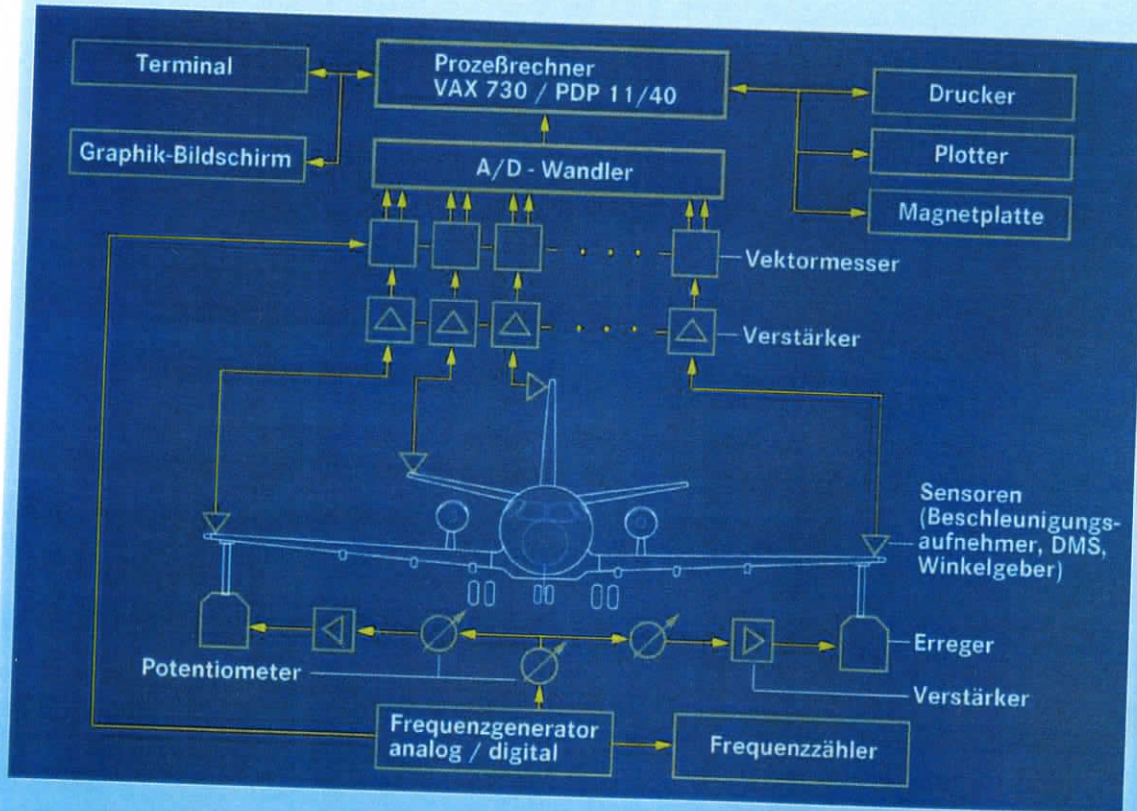 Terminal
Prozeßrechner
VAX 730 / PDP 11/40
Drucker
Graphik-Bildschirm
A/D - Wandler
Plotter
Magnetplatte
Vektormesser
Verstärker
Sensoren
(Beschleunigungs-
aufnehmer, DMS,
Winkelgeber)
Erreger
Potentiometer
Verstärker
Frequenzgenerator
analog / digital
Frequenzzähler